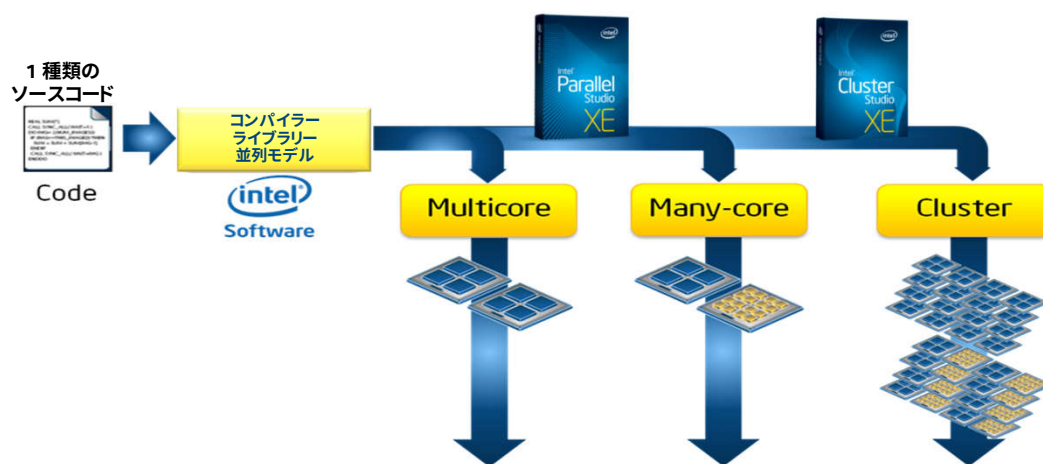 1 種類の
ソースコード
Code
コンパイラー
ライブラリー
並列モデル
intel®
Software
intel
Intel®
Parallel
Studio
XE
intel
Intel®
Cluster
Studio
XE
Multicore
Many-core
Cluster